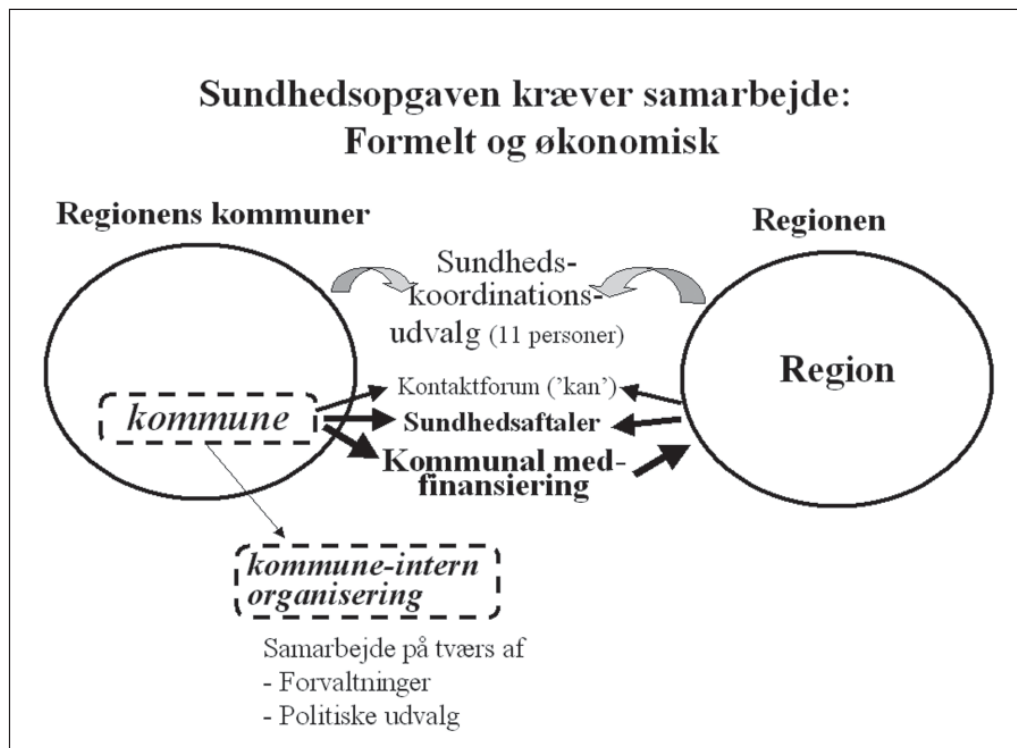 Sundhedsopgaven kræver samarbejde:
Formelt og økonomisk
Regionens kommuner
Regionen
Sundheds-
koordinations-
udvalg (11 personer)
Region
Kontaktforum ('kan')
kommune
Sundhedsaftaler
Kommunal med-
finansiering
kommune-intern
organisering
Samarbejde på tværs af
- Forvaltninger
- Politiske udvalg